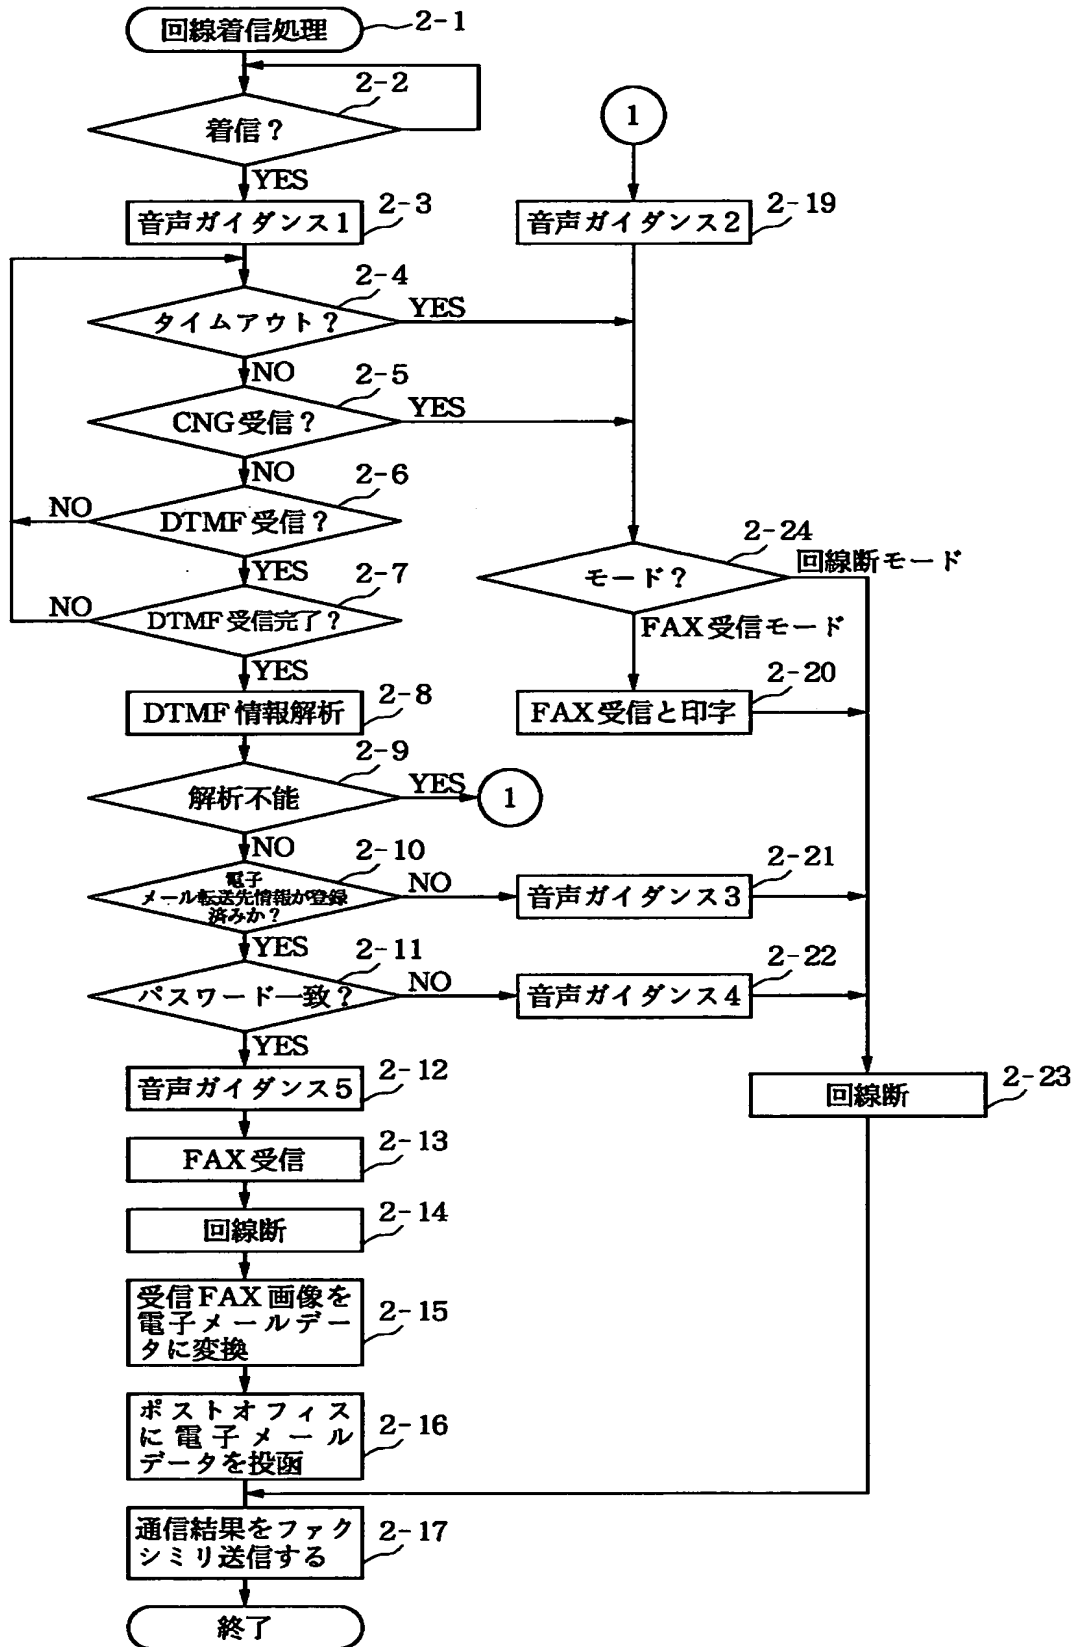 回線着信処理
2-1
2-2
着信?
YES
音声ガイダンス1
2-3
2-4
タイムアウト?
YES
NO
2-5
CNG受信?
YES
NO
2-6
DTMF受信?
NO
YES
2-7
DTMF受信完了?
NO
YES
DTMF情報解析
2-8
2-9
解析不能
YES
1
NO
2-10
電子
メール転送先情報が登録
済みか?
NO
YES
2-11
パスワード一致?
NO
YES
音声ガイダンス5
2-12
FAX受信
2-13
回線断
2-14
受信FAX画像を
電子メールデー
タに変換
2-15
ポストオフィス
に電子メール
データを投函
2-16
通信結果をファク
シミリ送信する
2-17
終了
1
音声ガイダンス2
2-19
2-24
モード?
回線断モード
FAX受信モード
FAX受信と印字
2-20
音声ガイダンス3
2-21
音声ガイダンス4
2-22
回線断
2-23